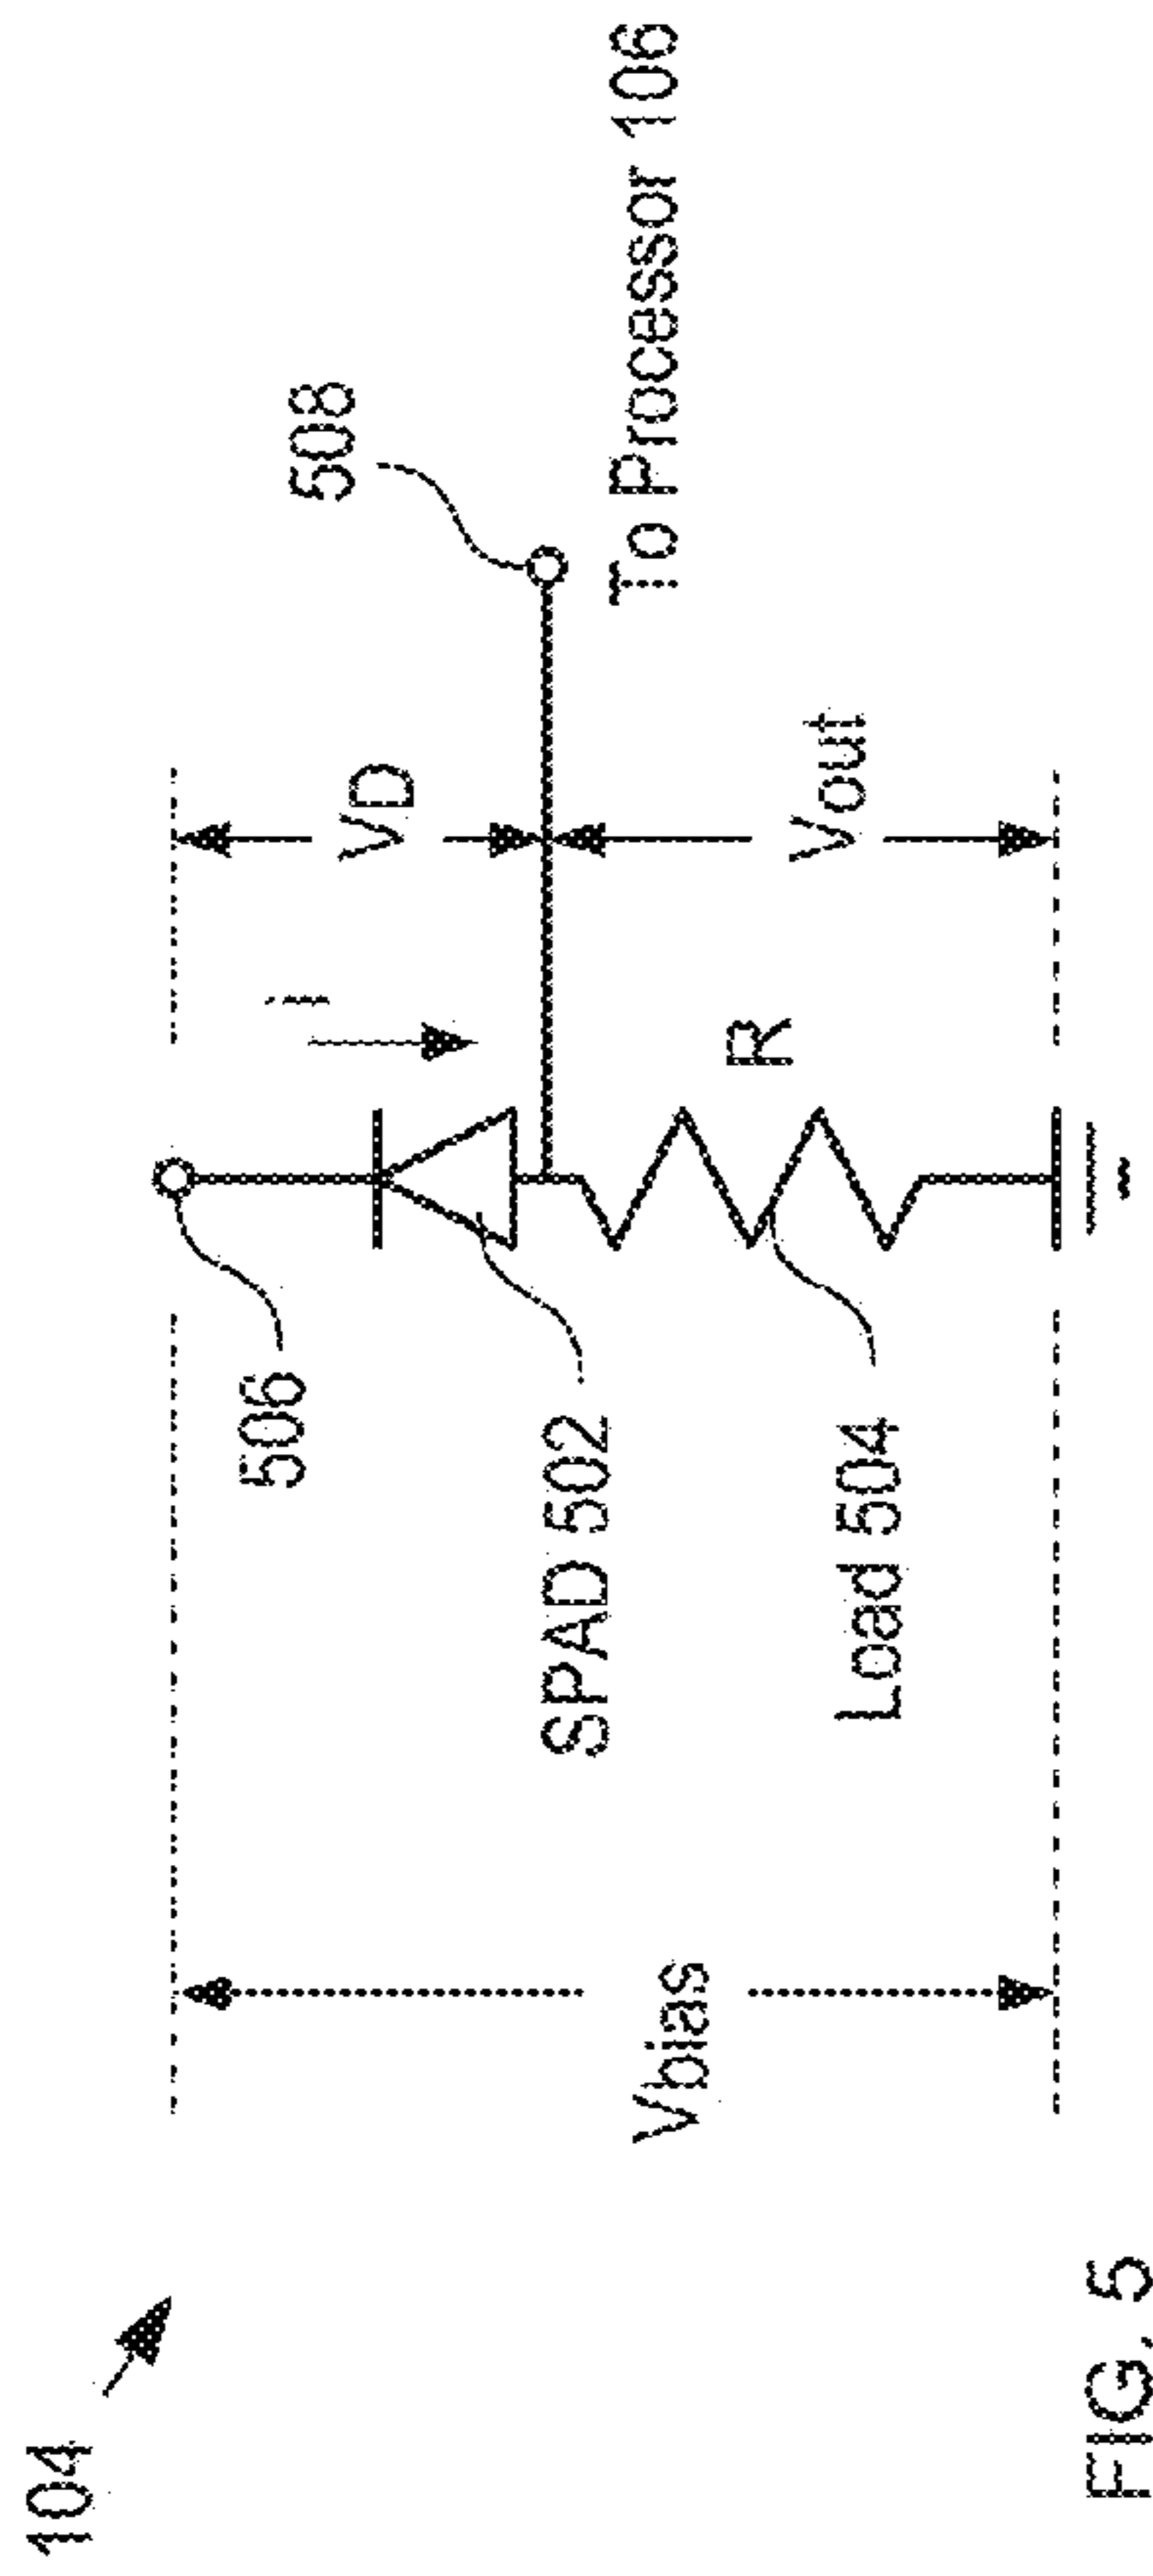 104
506
I
VD
508
SPAD 502
To Processor 106
Vbias
R
Load 504
Vout
FIG. 5